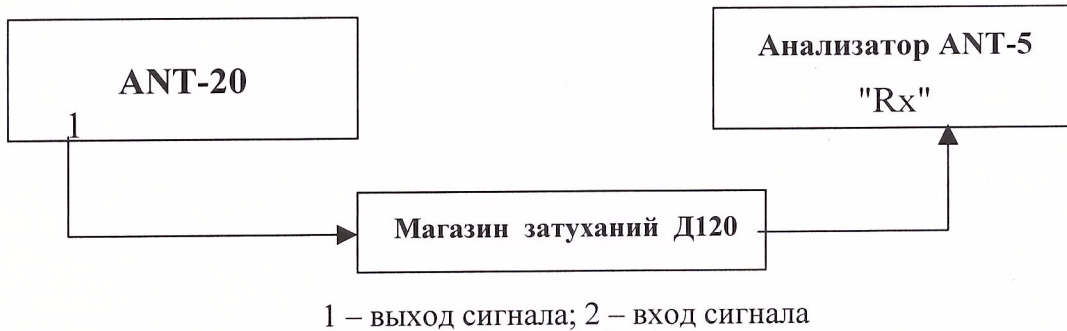 ANT-20
1
Анализатор ANT-5
"Rx"
Магазин затуханий Д120
1 – выход сигнала; 2 – вход сигнала